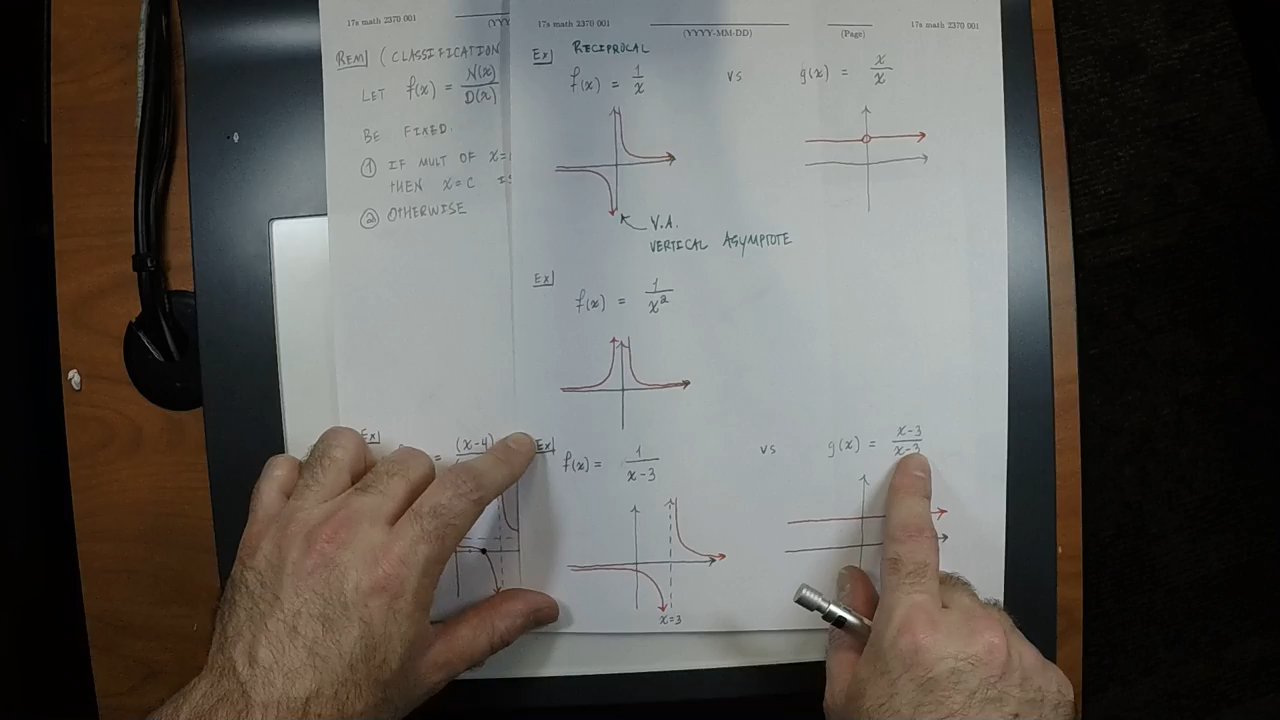 17s math 2370 001
REM| (CLASSIFICATION
LET f(x) = N(x)/D(x)
BE FIXED.
① IF MULT OF x=
THEN x=c IS
② OTHERWISE
Ex|
= (x-4)
17s math 2370 001 (YYYY-MM-DD) (Page) 17s math 2370 001
Ex| RECIPROCAL
f(x) = 1/x vs g(x) = x/x
V.A.
VERTICAL ASYMPTOTE
Ex|
f(x) = 1/x²
Ex|
f(x) = 1/(x-3) vs g(x) = (x-3)/(x-3)
x=3